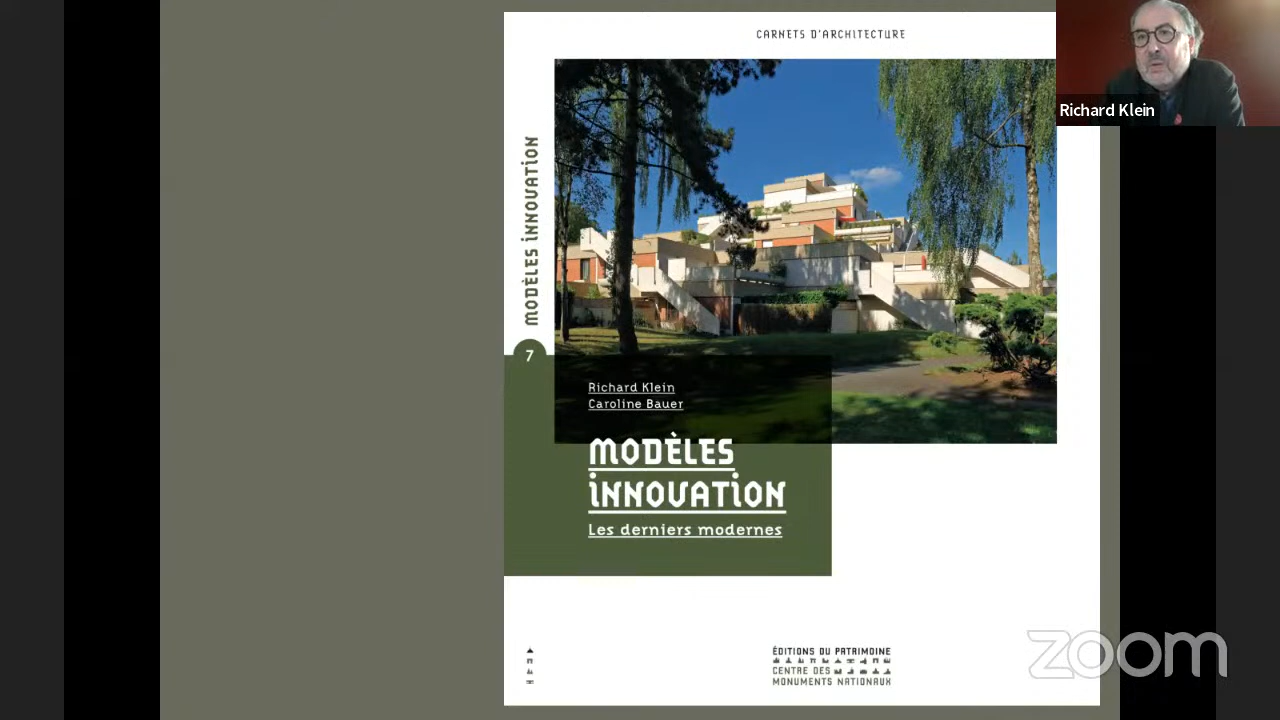 CARNETS D'ARCHITECTURE
Richard Klein
MODÈLES INNOVATION
7
Richard Klein
Caroline Bauer
MODÈLES
INNOVATION
Les derniers modernes
ÉDITIONS DU PATRIMOINE
CENTRE DES
MONUMENTS NATIONAUX
zoom